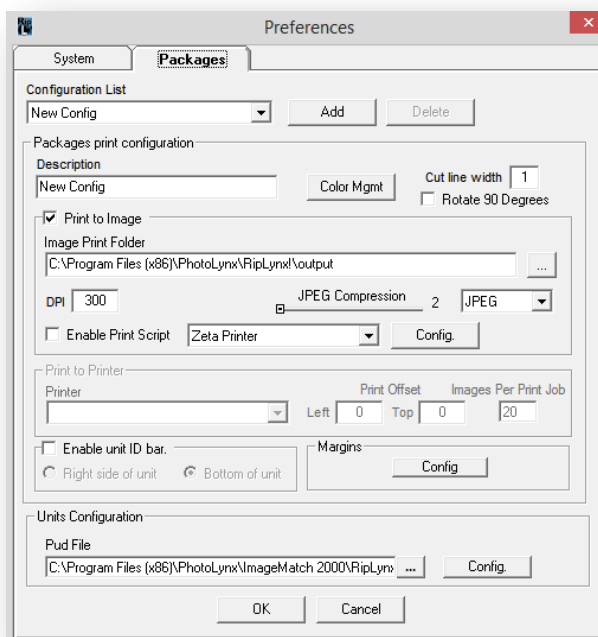 Preferences
System Packages
Configuration List
New Config Add Delete
Packages print configuration
Description
New Config Color Mgmt Cut line width 1
Rotate 90 Degrees
Print to Image
Image Print Folder
C:\Program Files (x86)\PhotoLynx\RipLynx!\output ...
DPI 300 JPEG Compression 2 JPEG
Enable Print Script Zeta Printer Config.
Print to Printer
Printer Print Offset Images Per Print Job
Left 0 Top 0 20
Enable unit ID bar. Margins
Right side of unit Bottom of unit Config
Units Configuration
Pud File
C:\Program Files (x86)\PhotoLynx\ImageMatch 2000\RipLynx ... Config.
OK Cancel